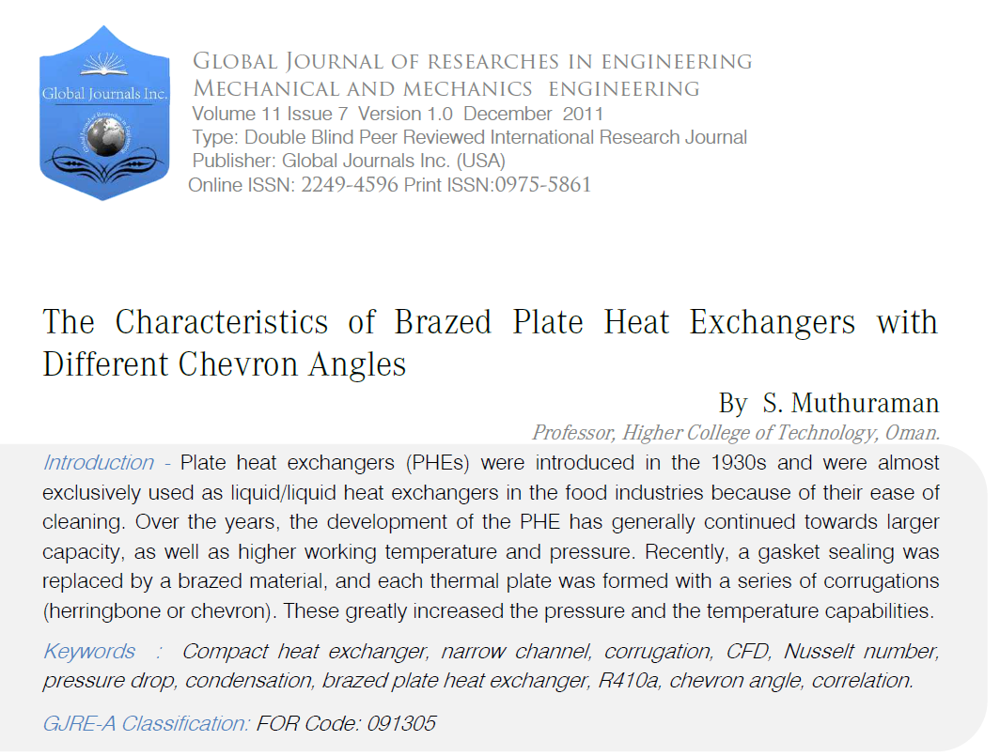 GLOBAL JOURNAL OF RESEARCHES IN ENGINEERING
MECHANICAL AND MECHANICS ENGINEERING
Volume 11 Issue 7 Version 1.0 December 2011
Type: Double Blind Peer Reviewed International Research Journal
Publisher: Global Journals Inc. (USA)
Online ISSN: 2249-4596 Print ISSN:0975-5861
Global Journals Inc.
The Characteristics of Brazed Plate Heat Exchangers with
Different Chevron Angles
By S. Muthuraman
Professor, Higher College of Technology, Oman.
Introduction - Plate heat exchangers (PHEs) were introduced in the 1930s and were almost
exclusively used as liquid/liquid heat exchangers in the food industries because of their ease of
cleaning. Over the years, the development of the PHE has generally continued towards larger
capacity, as well as higher working temperature and pressure. Recently, a gasket sealing was
replaced by a brazed material, and each thermal plate was formed with a series of corrugations
(herringbone or chevron). These greatly increased the pressure and the temperature capabilities.
Keywords : Compact heat exchanger, narrow channel, corrugation, CFD, Nusselt number,
pressure drop, condensation, brazed plate heat exchanger, R410a, chevron angle, correlation.
GJRE-A Classification: FOR Code: 091305